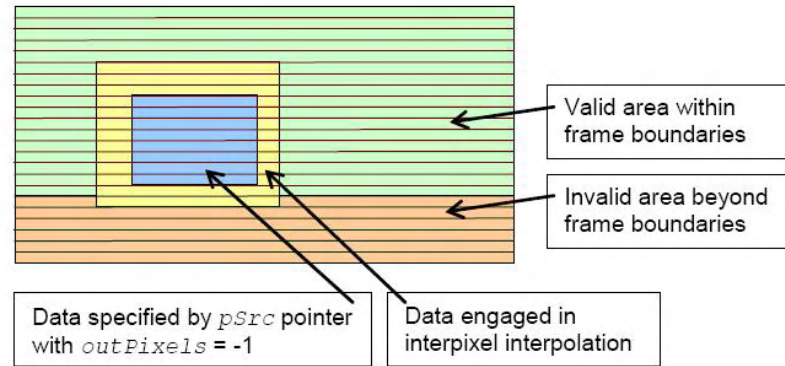 Valid area within
frame boundaries
Invalid area beyond
frame boundaries
Data specified by pSrc pointer
with outPixels = -1
Data engaged in
interpixel interpolation